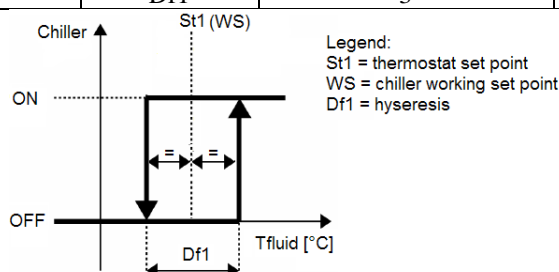 St1 (WS)
Chiller
Legend:
St1 = thermostat set point
WS = chiller working set point
Df1 = hyseresis
ON
= =
OFF
Tfluid [°C]
Df1